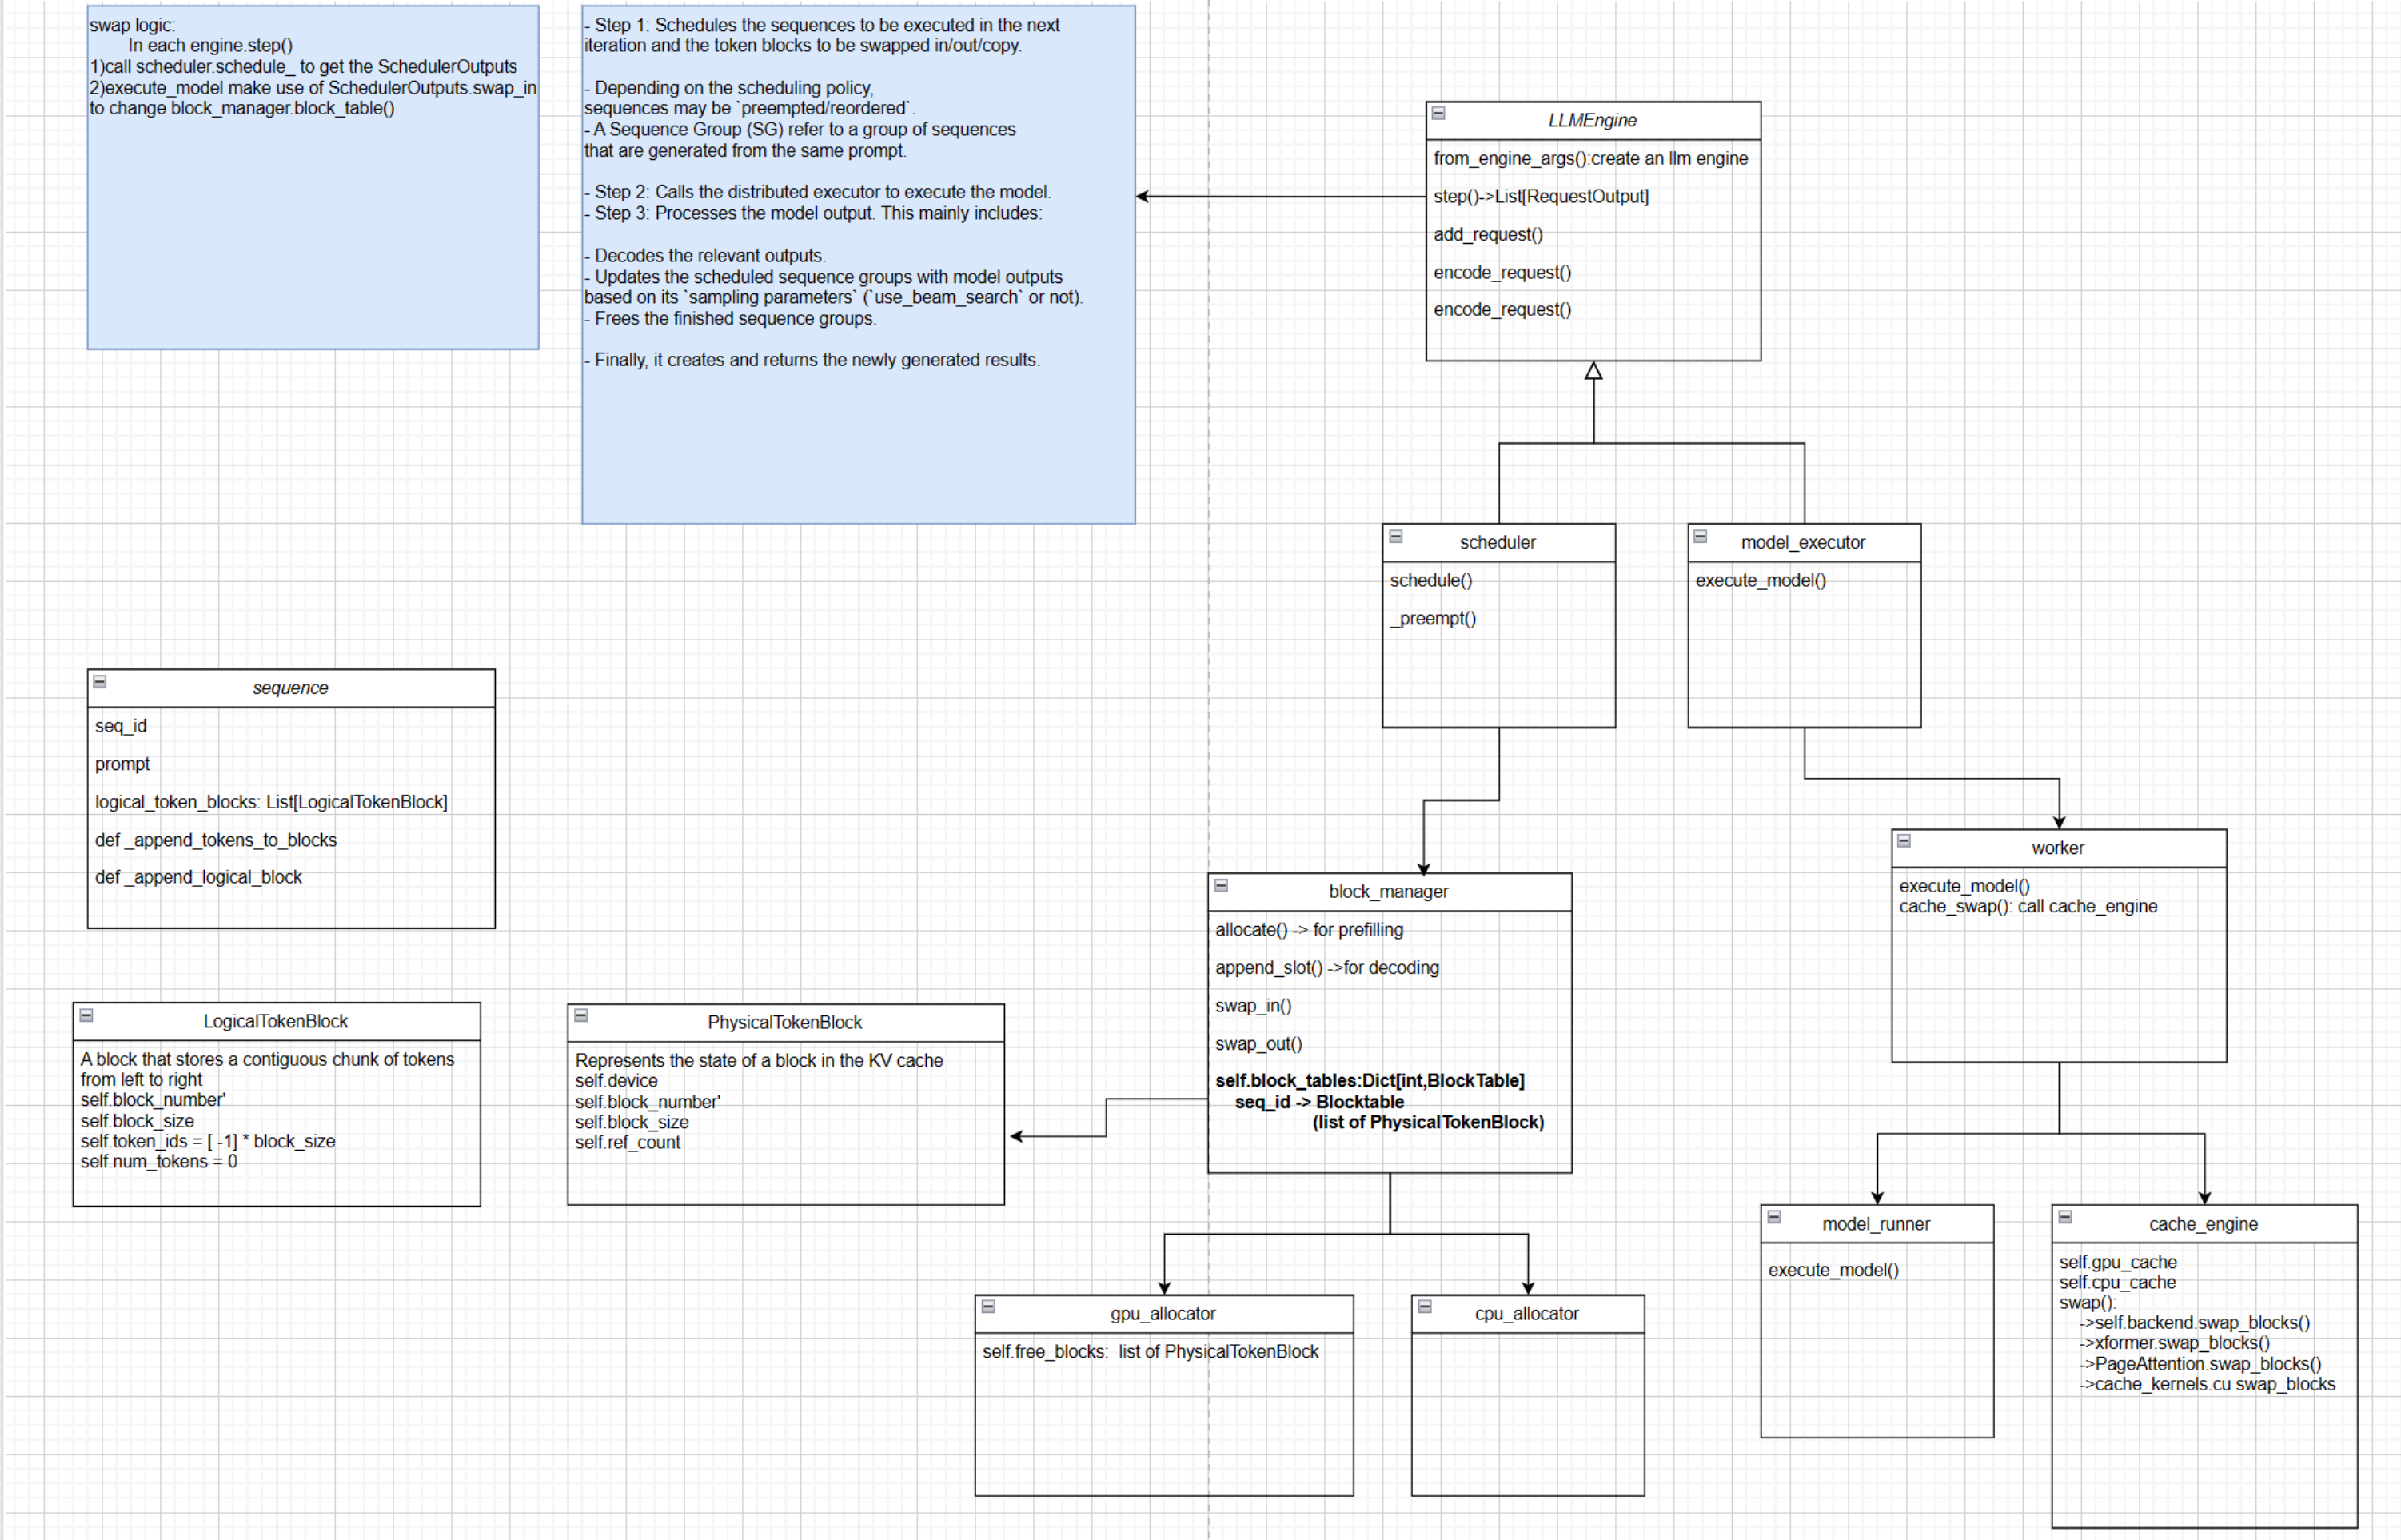 swap logic:
In each engine.step()
1)call scheduler.schedule_ to get the SchedulerOutputs
2)execute_model make use of SchedulerOutputs.swap_in
to change block_manager.block_table()
- Step 1: Schedules the sequences to be executed in the next
iteration and the token blocks to be swapped in/out/copy.
- Depending on the scheduling policy,
sequences may be `preempted/reordered`.
- A Sequence Group (SG) refer to a group of sequences
that are generated from the same prompt.
- Step 2: Calls the distributed executor to execute the model.
- Step 3: Processes the model output. This mainly includes:
- Decodes the relevant outputs.
- Updates the scheduled sequence groups with model outputs
based on its `sampling parameters` (`use_beam_search` or not).
- Frees the finished sequence groups.
- Finally, it creates and returns the newly generated results.
LLMEngine
from_engine_args():create an llm engine
step()->List[RequestOutput]
add_request()
encode_request()
encode_request()
scheduler
schedule()
_preempt()
model_executor
execute_model()
sequence
seq_id
prompt
logical_token_blocks: List[LogicalTokenBlock]
def _append_tokens_to_blocks
def _append_logical_block
worker
execute_model()
cache_swap(): call cache_engine
block_manager
allocate() -> for prefilling
append_slot() ->for decoding
swap_in()
swap_out()
self.block_tables:Dict[int,BlockTable]
seq_id -> Blocktable
(list of PhysicalTokenBlock)
LogicalTokenBlock
A block that stores a contiguous chunk of tokens
from left to right
self.block_number'
self.block_size
self.token_ids = [ -1] * block_size
self.num_tokens = 0
PhysicalTokenBlock
Represents the state of a block in the KV cache
self.device
self.block_number'
self.block_size
self.ref_count
gpu_allocator
self.free_blocks:  list of PhysicalTokenBlock
cpu_allocator
model_runner
execute_model()
cache_engine
self.gpu_cache
self.cpu_cache
swap():
->self.backend.swap_blocks()
->xformer.swap_blocks()
->PageAttention.swap_blocks()
->cache_kernels.cu swap_blocks